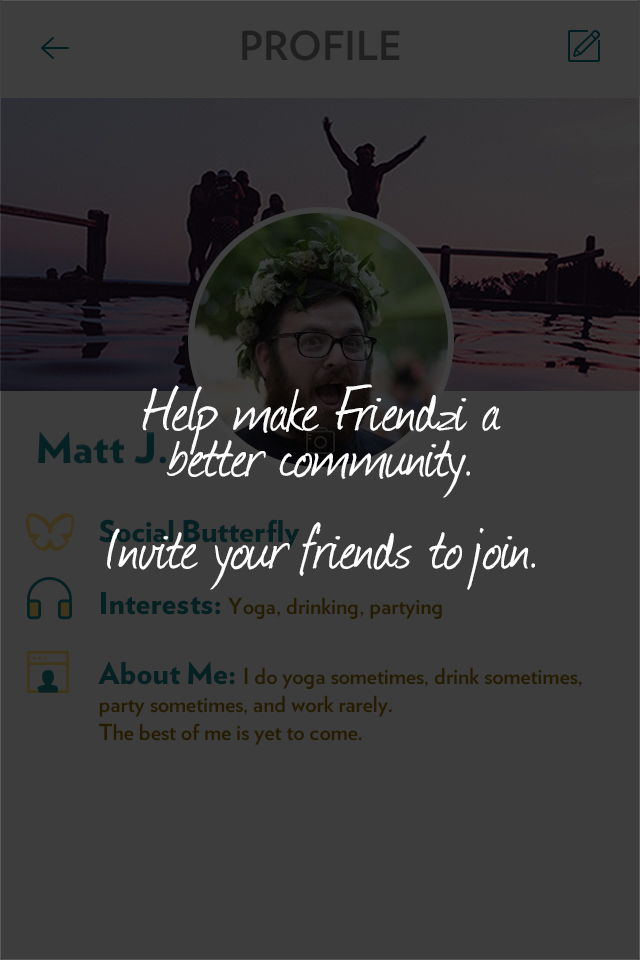 PROFILE
Help make Friendzi a
better community.
Matt J.
Social Butterfly
Invite your friends to join.
Interests: Yoga, drinking, partying
About Me: I do yoga sometimes, drink sometimes,
party sometimes, and work rarely.
The best of me is yet to come.